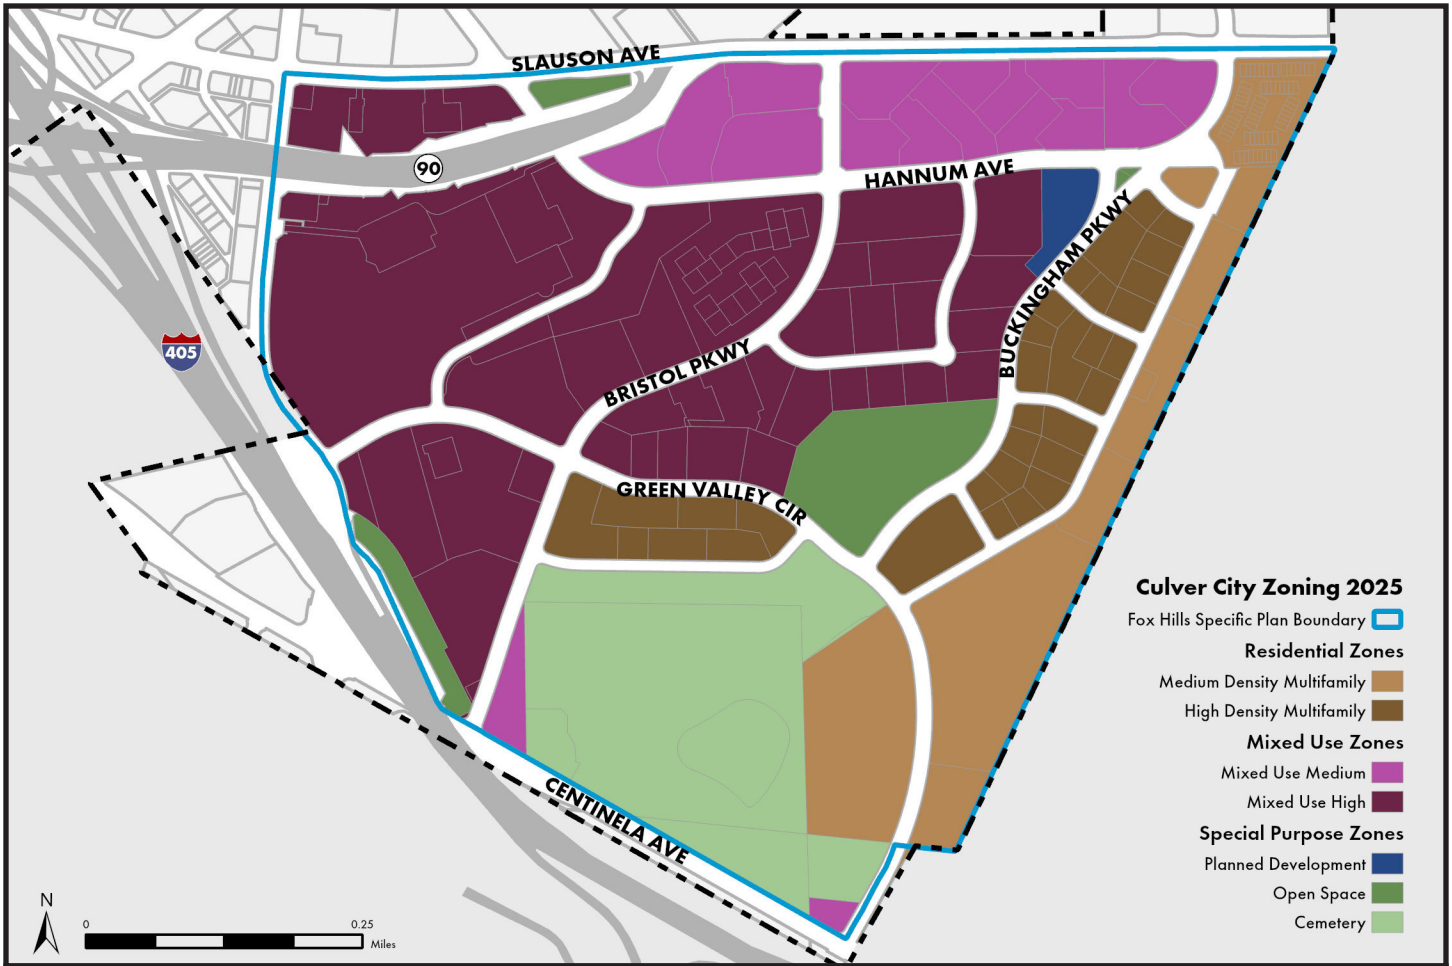 SLAUSON AVE
90
HANNUM AVE
BUCKINGHAM PKWY
405
BRISTOL PKWY
GREEN VALLEY CIR
CENTINELA AVE
Culver City Zoning 2025
Fox Hills Specific Plan Boundary
Residential Zones
Medium Density Multifamily
High Density Multifamily
Mixed Use Zones
Mixed Use Medium
Mixed Use High
Special Purpose Zones
Planned Development
Open Space
Cemetery
N
0 0.25
Miles